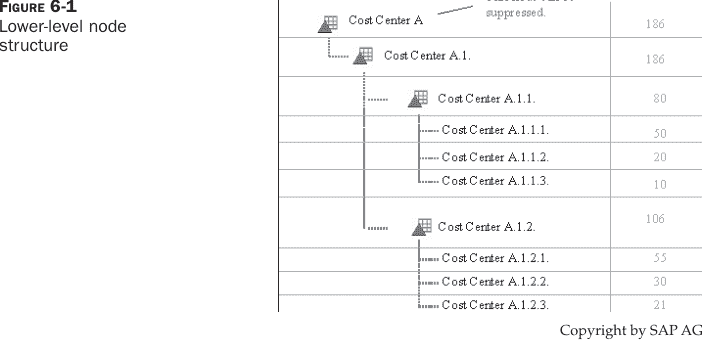 FIGURE 6-1
Lower-level node
structure
suppressed.
Cost Center A 186
Cost Center A.1. 186
Cost Center A.1.1. 80
Cost Center A.1.1.1. 50
Cost Center A.1.1.2. 20
Cost Center A.1.1.3. 10
Cost Center A.1.2. 106
Cost Center A.1.2.1. 55
Cost Center A.1.2.2. 30
Cost Center A.1.2.3. 21
Copyright by SAP AG